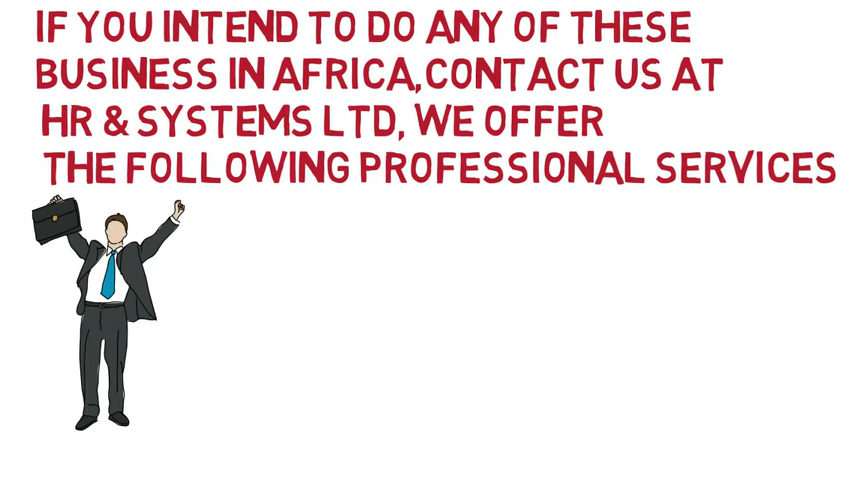 IF YOU INTEND TO DO ANY OF THESE
BUSINESS IN AFRICA,CONTACT US AT
HR & SYSTEMS LTD, WE OFFER
THE FOLLOWING PROFESSIONAL SERVICES